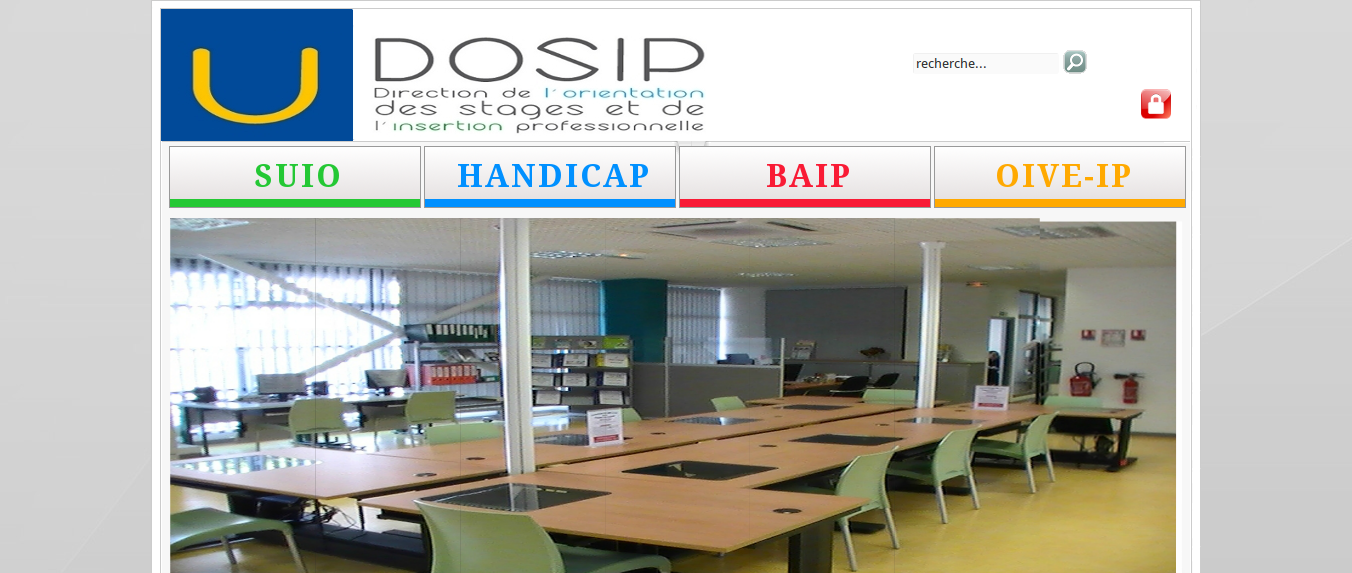 U
DOSIP
Direction de l'orientation
des stages et de
l'insertion professionnelle
recherche...
SUIO HANDICAP BAIP OIVE-IP